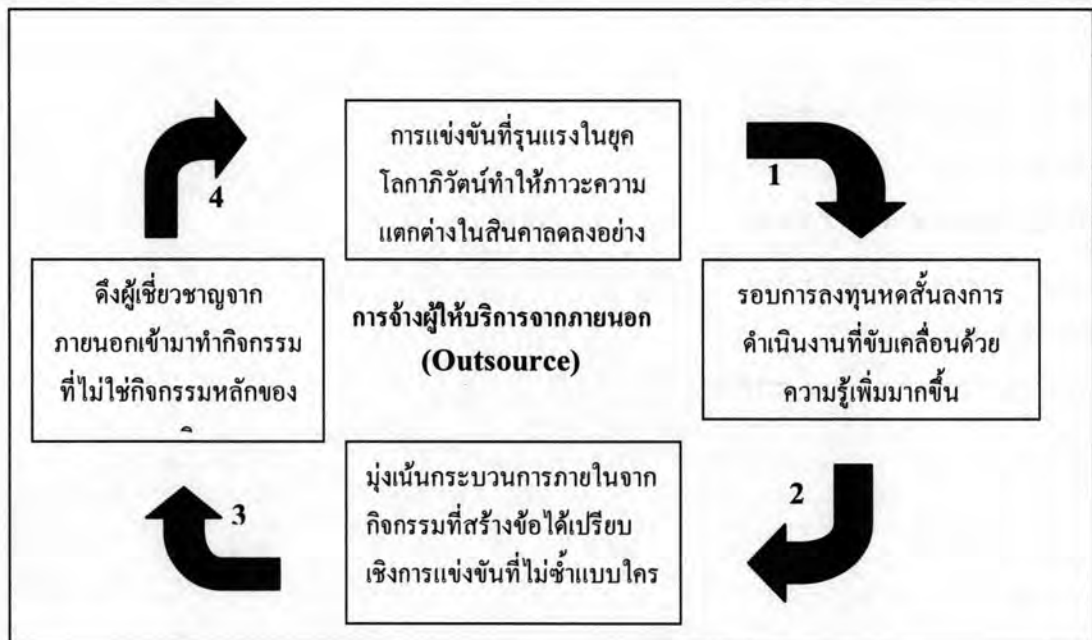 การแข่งขันที่รุนแรงในยุค
โลกาภิวัตน์ทำให้ภาวะความ
แตกต่างในสินคาลดลงอย่าง
1
รอบการลงทุนหดสั้นลงการ
ดำเนินงานที่ขับเคลื่อนด้วย
ความรู้เพิ่มมากขึ้น
2
มุ่งเน้นกระบวนการภายในจาก
กิจกรรมที่สร้างข้อได้เปรียบ
เชิงการแข่งขันที่ไม่ซ้ำแบบใคร
3
ดึงผู้เชี่ยวชาญจาก
ภายนอกเข้ามาทำกิจกรรม
ที่ไม่ใช่กิจกรรมหลักของ
4
การจ้างผู้ให้บริการจากภายนอก
(Outsource)